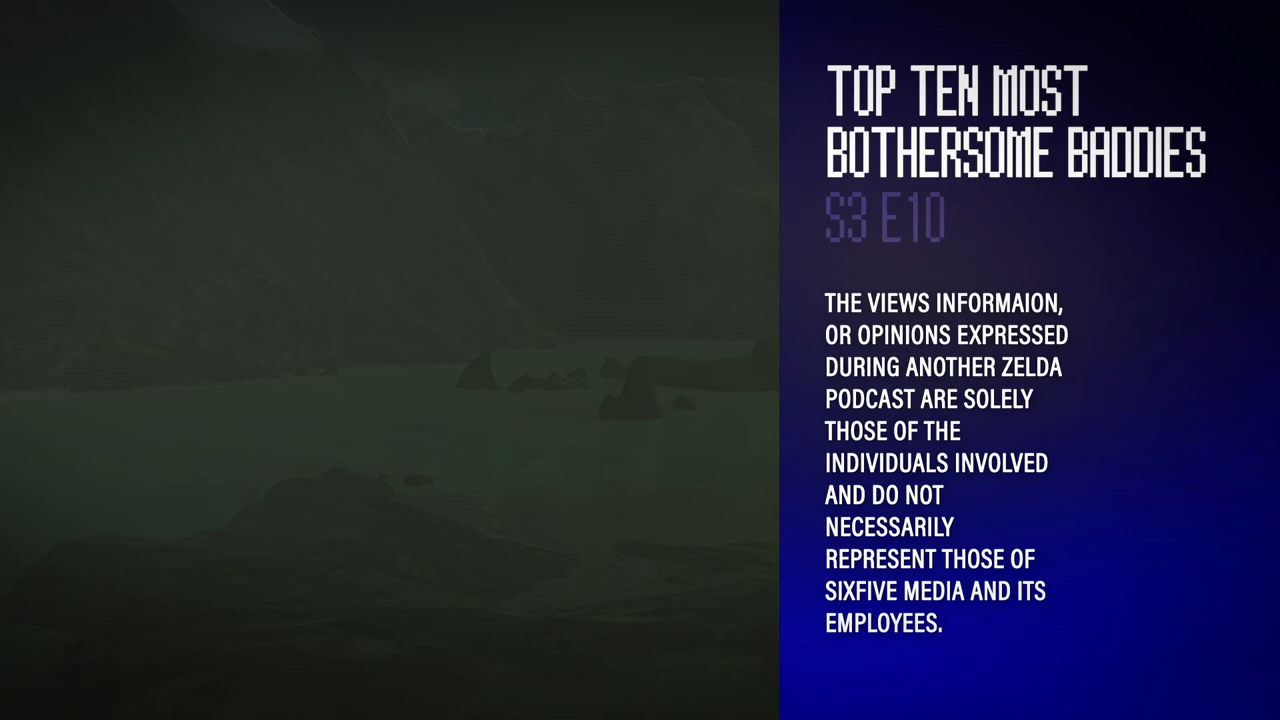 TOP TEN MOST
BOTHERSOME BADDIES
S3 E10
THE VIEWS INFORMAION,
OR OPINIONS EXPRESSED
DURING ANOTHER ZELDA
PODCAST ARE SOLELY
THOSE OF THE
INDIVIDUALS INVOLVED
AND DO NOT
NECESSARILY
REPRESENT THOSE OF
SIXFIVE MEDIA AND ITS
EMPLOYEES.